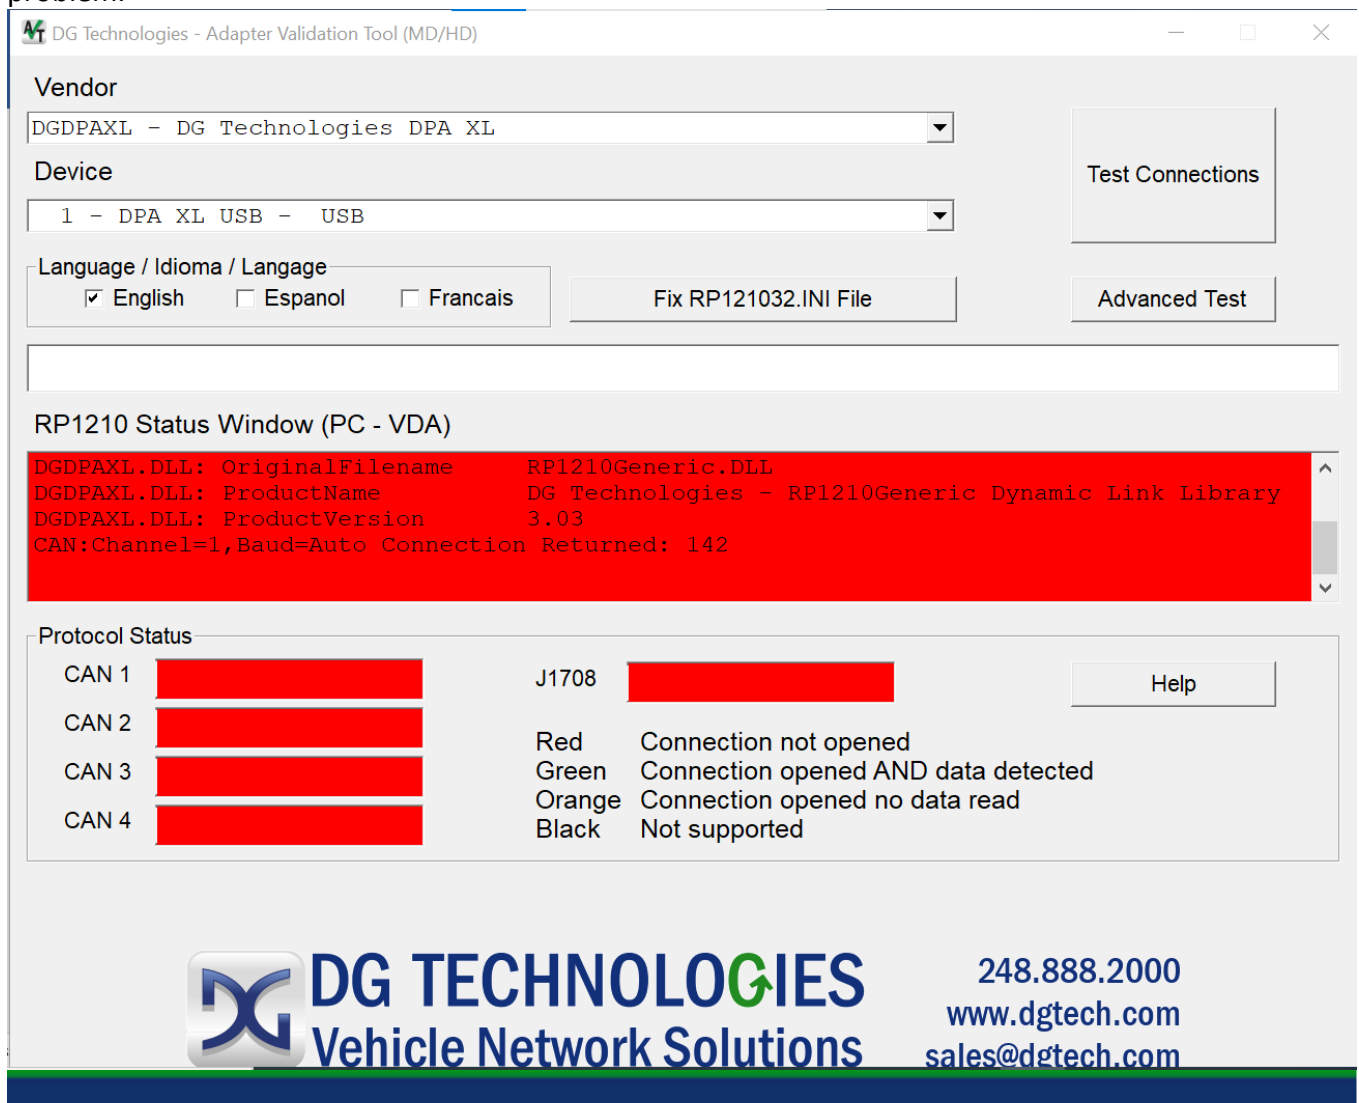 problem.
DG Technologies - Adapter Validation Tool (MD/HD)
Vendor
DGDPAXL - DG Technologies DPA XL
Device
1 - DPA XL USB - USB
Test Connections
Language / Idioma / Langage
English Espanol Francais
Fix RP121032.INI File
Advanced Test
RP1210 Status Window (PC - VDA)
DGDPAXL.DLL: OriginalFilename RP1210Generic.DLL
DGDPAXL.DLL: ProductName DG Technologies - RP1210Generic Dynamic Link Library
DGDPAXL.DLL: ProductVersion 3.03
CAN:Channel=1,Baud=Auto Connection Returned: 142
Protocol Status
CAN 1
CAN 2
CAN 3
CAN 4
J1708
Help
Red Connection not opened
Green Connection opened AND data detected
Orange Connection opened no data read
Black Not supported
DG TECHNOLOGIES
Vehicle Network Solutions
248.888.2000
www.dgtech.com
sales@dgtech.com